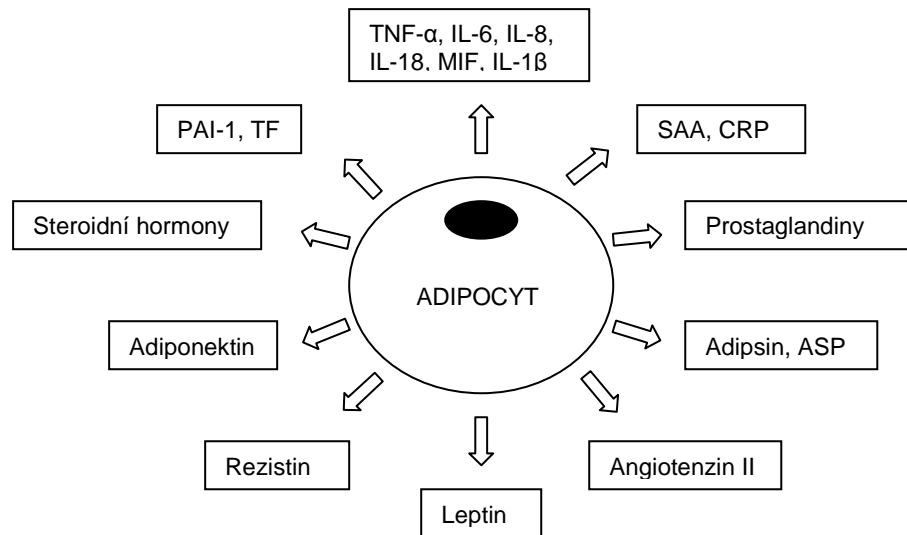 TNF-α, IL-6, IL-8,
IL-18, MIF, IL-1ß
PAI-1, TF
SAA, CRP
Steroidní hormony
Prostaglandiny
ADIPOCYT
Adiponektin
Adipsin, ASP
Rezistin
Angiotenzin II
Leptin